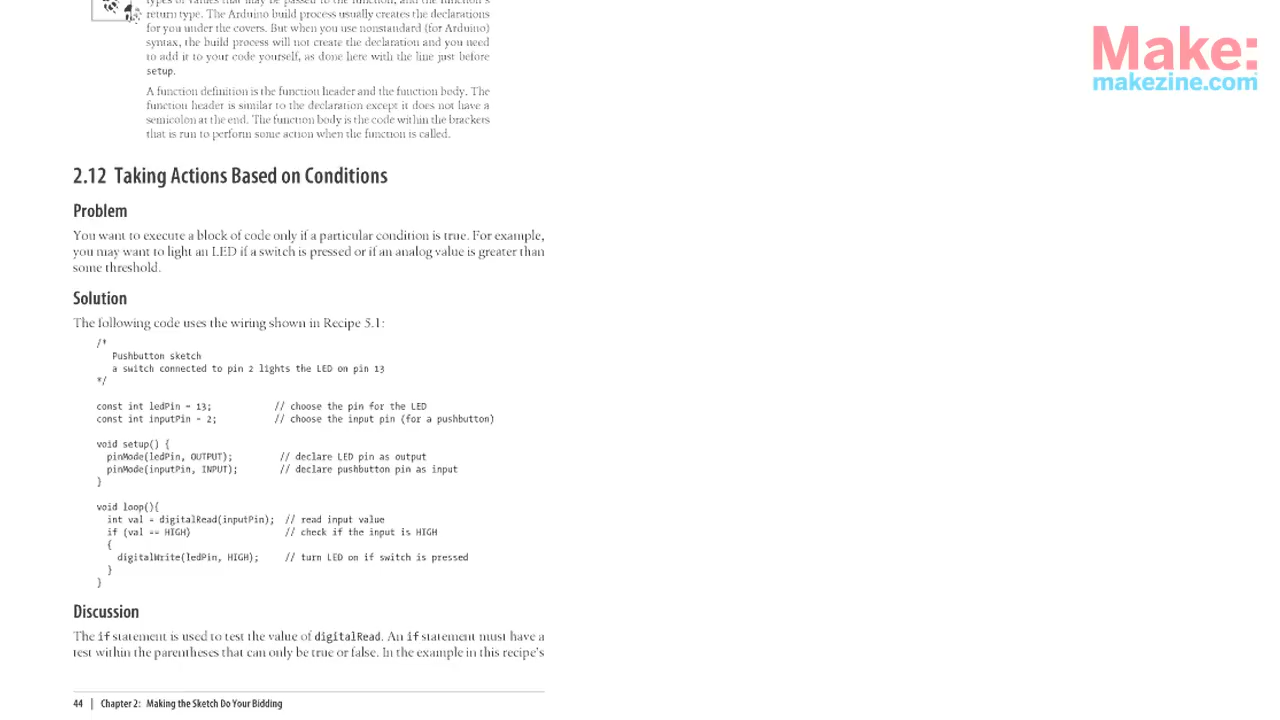 types of values that may be passed to the function, and the function's
return type. The Arduino build process usually creates the declarations
for you under the covers. But when you use nonstandard (for Arduino)
syntax, the build process will not create the declaration and you need
to add it to your code yourself, as done here with the line just before
setup.
A function definition is the function header and the function body. The
function header is similar to the declaration except it does not have a
semicolon at the end. The function body is the code within the brackets
that is run to perform some action when the function is called.
2.12 Taking Actions Based on Conditions
Problem
You want to execute a block of code only if a particular condition is true. For example,
you may want to light an LED if a switch is pressed or if an analog value is greater than
some threshold.
Solution
The following code uses the wiring shown in Recipe 5.1:
/*
Pushbutton sketch
a switch connected to pin 2 lights the LED on pin 13
*/
const int ledPin = 13; // choose the pin for the LED
const int inputPin = 2; // choose the input pin (for a pushbutton)
void setup() {
pinMode(ledPin, OUTPUT); // declare LED pin as output
pinMode(inputPin, INPUT); // declare pushbutton pin as input
}
void loop(){
int val = digitalRead(inputPin); // read input value
if (val == HIGH) // check if the input is HIGH
{
digitalWrite(ledPin, HIGH); // turn LED on if switch is pressed
}
}
Discussion
The if statement is used to test the value of digitalRead. An if statement must have a
test within the parentheses that can only be true or false. In the example in this recipe's
44 | Chapter 2: Making the Sketch Do Your Bidding
Make:
makezine.com